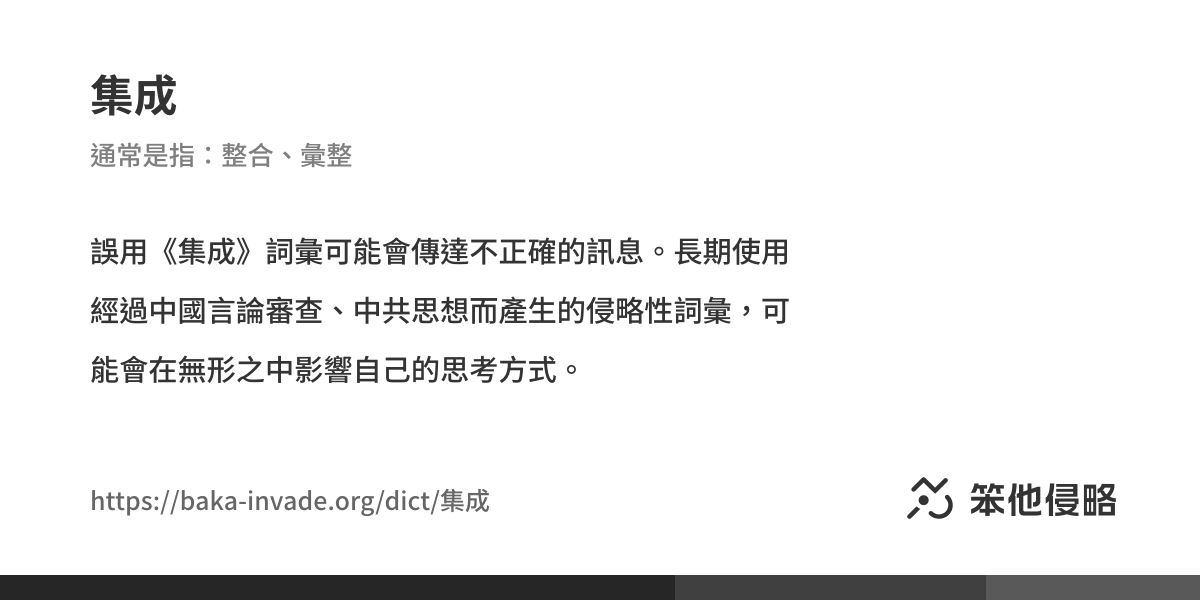 集成
通常是指：整合、彙整
誤用《集成》詞彙可能會傳達不正確的訊息。長期使用
經過中國言論審查、中共思想而產生的侵略性詞彙，可
能會在無形之中影響自己的思考方式。
https://baka-invade.org/dict/集成
笨他侵略